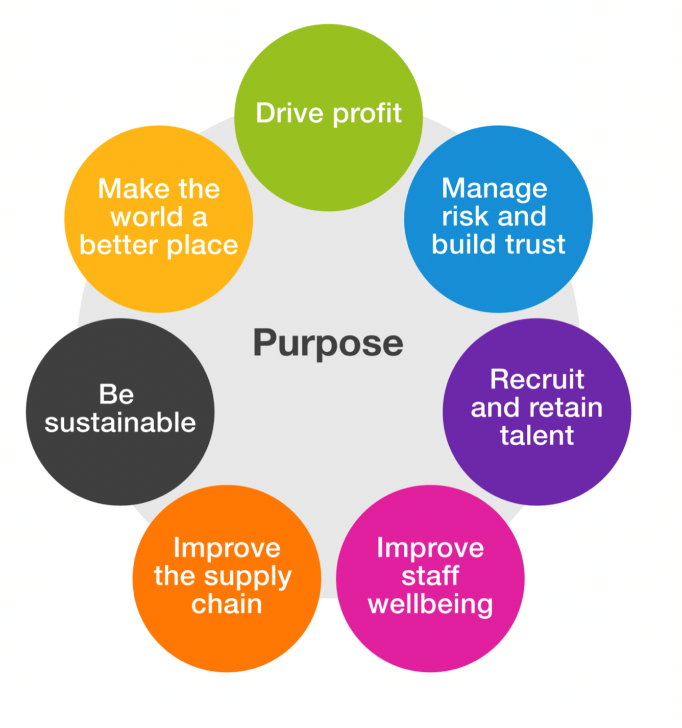 Drive profit
Manage
risk and
build trust
Recruit
and retain
talent
Improve
staff
wellbeing
Improve
the supply
chain
Be
sustainable
Make the
world a
better place
Purpose